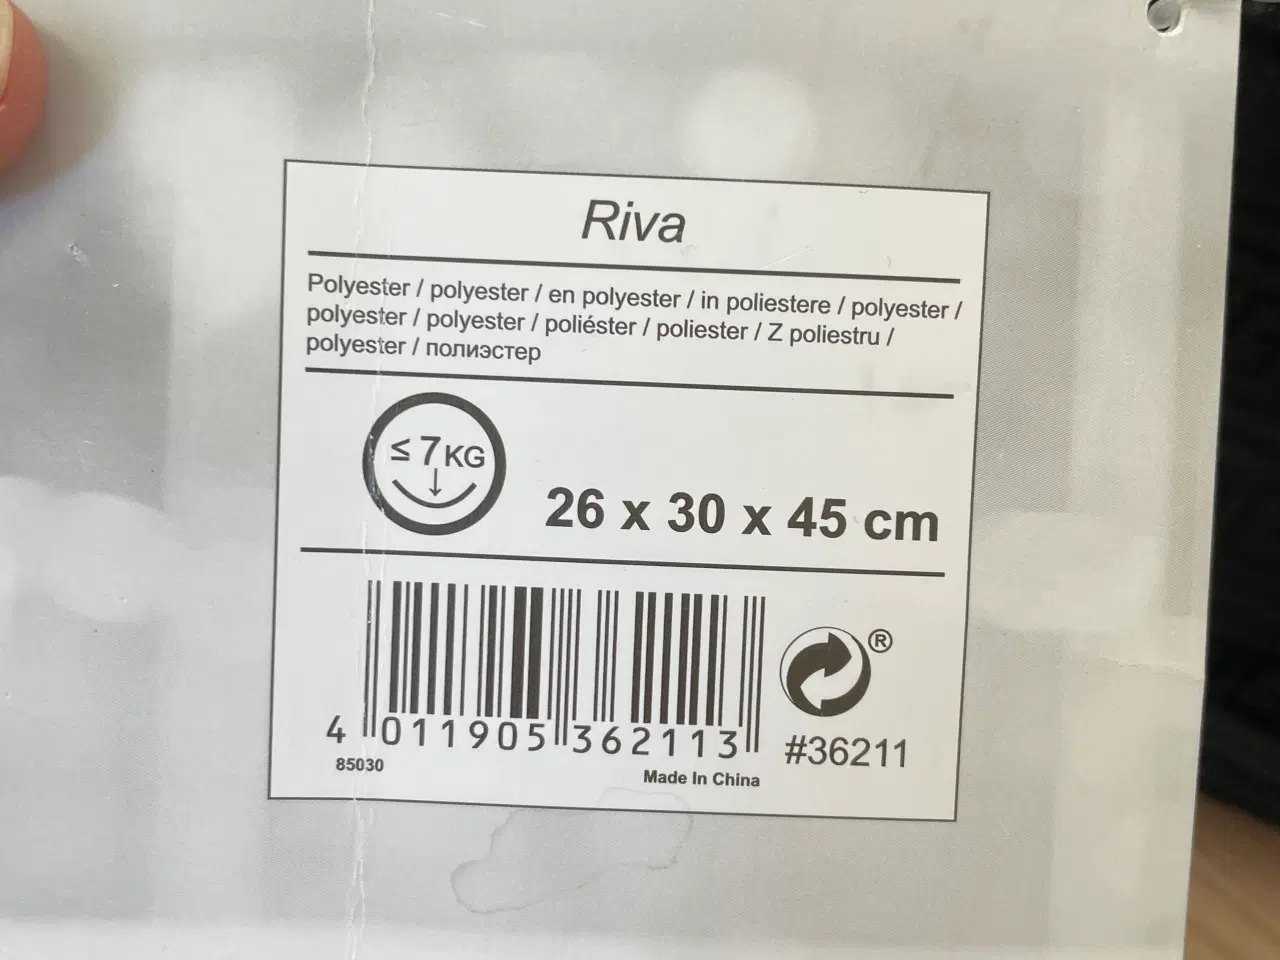 Riva
Polyester / polyester / en polyester / in poliestere / polyester /
polyester / polyester / poliéster / poliester / Z poliestru /
polyester / полиэстер
≤ 7 KG
26 x 30 x 45 cm
®
4 011905 362113
#36211
85030
Made In China